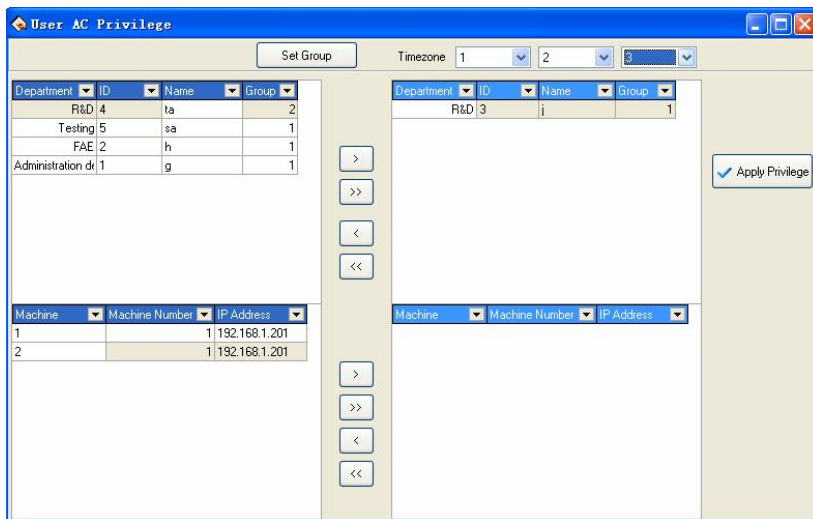 User AC Privilege
Set Group Timezone 1 2 3
Department ID Name Group
R&D 4 ta 2
Testing 5 sa 1
FAE 2 h 1
Administration de 1 g 1
Department ID Name Group
R&D 3 j 1
>
>>
<
<<
Apply Privilege
Machine Machine Number IP Address
1 1 192.168.1.201
2 1 192.168.1.201
Machine Machine Number IP Address
>
>>
<
<<